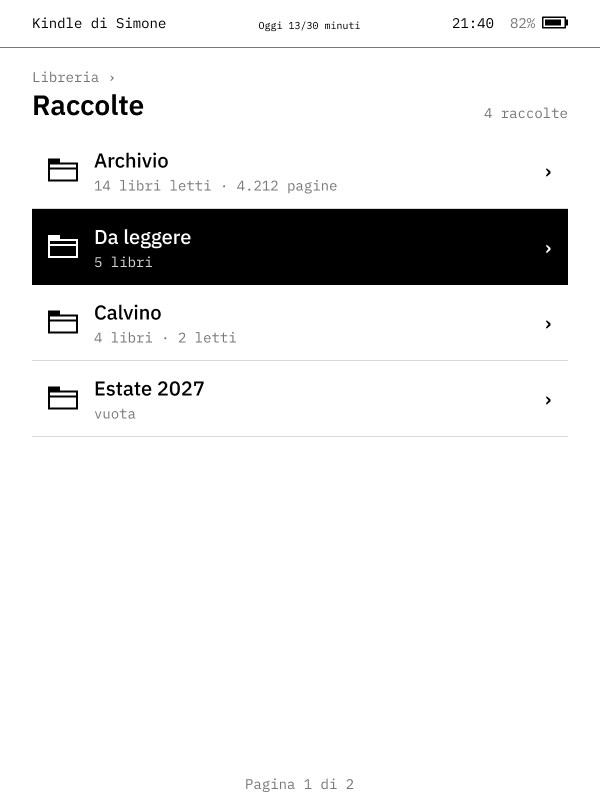 Kindle di Simone
Oggi 13/30 minuti
21:40
82%
Libreria ›
Raccolte
4 raccolte
Archivio
14 libri letti · 4.212 pagine
›
Da leggere
5 libri
›
Calvino
4 libri · 2 letti
›
Estate 2027
vuota
›
Pagina 1 di 2